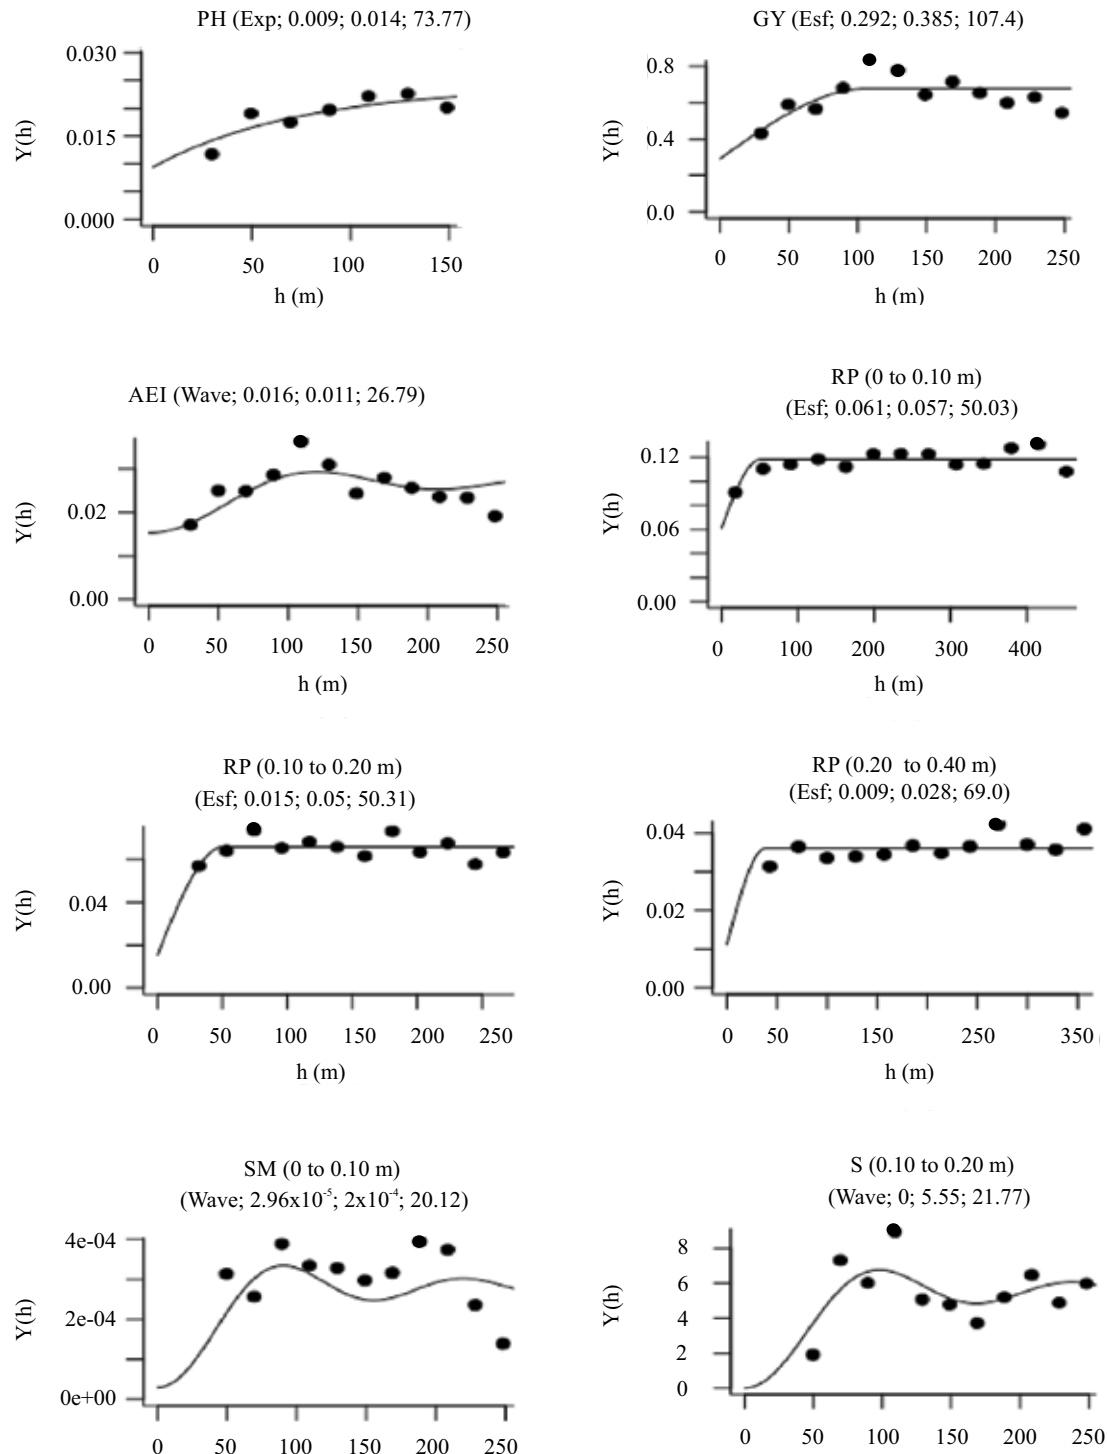 PH (Exp; 0.009; 0.014; 73.77)
0.030
0.015
0.000
Y(h)
0 50 100 150
h (m)
GY (Esf; 0.292; 0.385; 107.4)
0.8
0.4
0.0
Y(h)
0 50 100 150 200 250
h (m)
AEI (Wave; 0.016; 0.011; 26.79)
0.02
0.00
Y(h)
0 50 100 150 200 250
h (m)
RP (0 to 0.10 m)
(Esf; 0.061; 0.057; 50.03)
0.12
0.06
0.00
Y(h)
0 100 200 300 400
h (m)
RP (0.10 to 0.20 m)
(Esf; 0.015; 0.05; 50.31)
0.04
0.00
Y(h)
0 50 100 150 200 250
h (m)
RP (0.20 to 0.40 m)
(Esf; 0.009; 0.028; 69.0)
0.04
0.02
0.00
Y(h)
0 50 150 250 350
h (m)
SM (0 to 0.10 m)
(Wave; 2.96x10⁻⁵; 2x10⁻⁴; 20.12)
4e-04
2e-04
0e+00
Y(h)
0 50 100 150 200 250
S (0.10 to 0.20 m)
(Wave; 0; 5.55; 21.77)
8
6
4
2
0
Y(h)
0 50 100 150 200 250